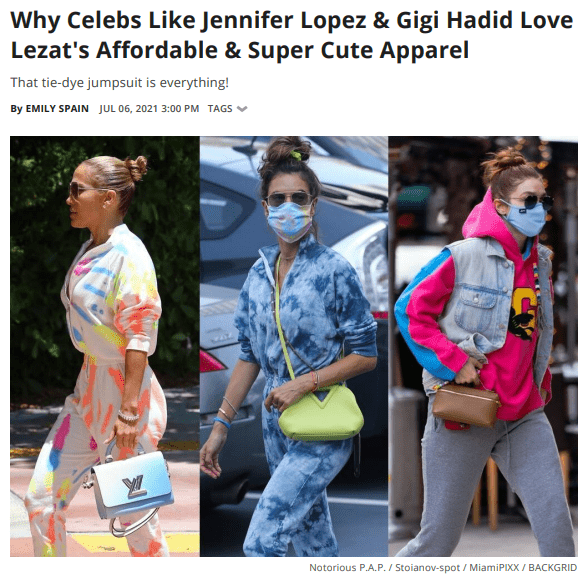 Why Celebs Like Jennifer Lopez & Gigi Hadid Love
Lezat's Affordable & Super Cute Apparel
That tie-dye jumpsuit is everything!
By EMILY SPAIN JUL 06, 2021 3:00 PM TAGS
LV
Notorious P.A.P. / Stoianov-spot / MiamiPIXX / BACKGRID